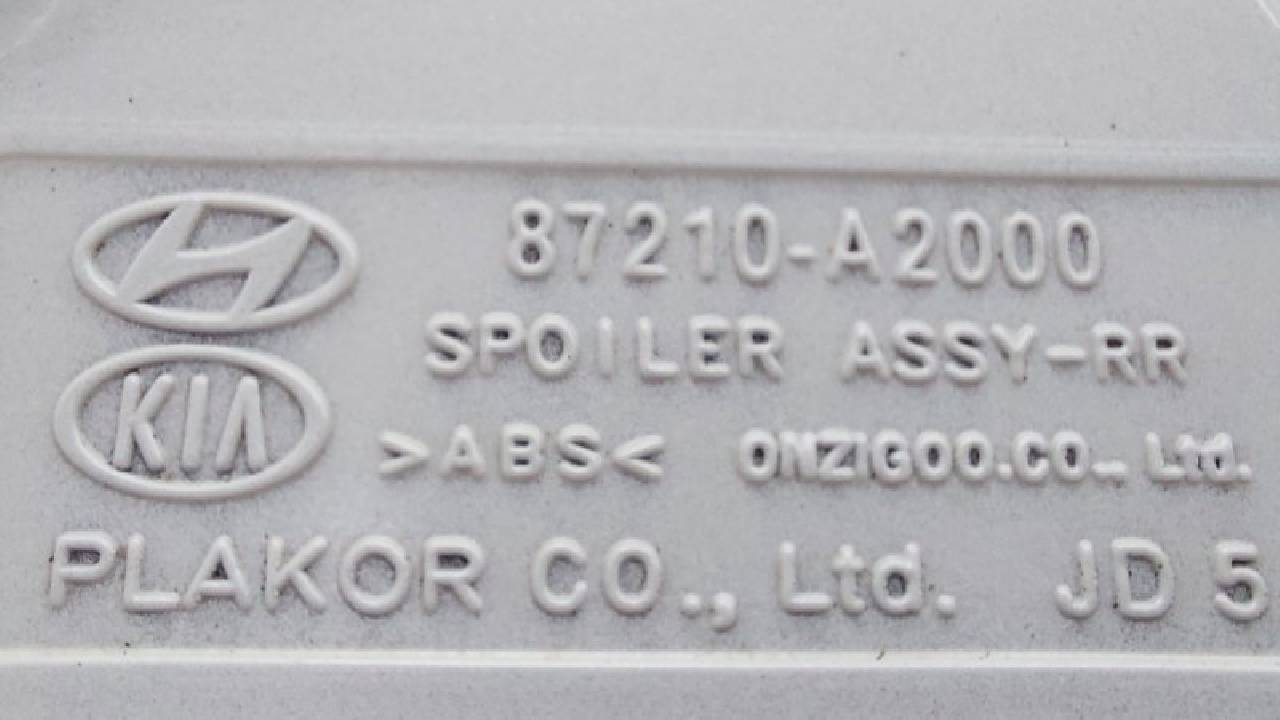 87210-A2000
SPOILER ASSY-RR
KIA
>ABS< ONZIGOO.CO., Ltd.
PLAKOR CO., Ltd. JD 5